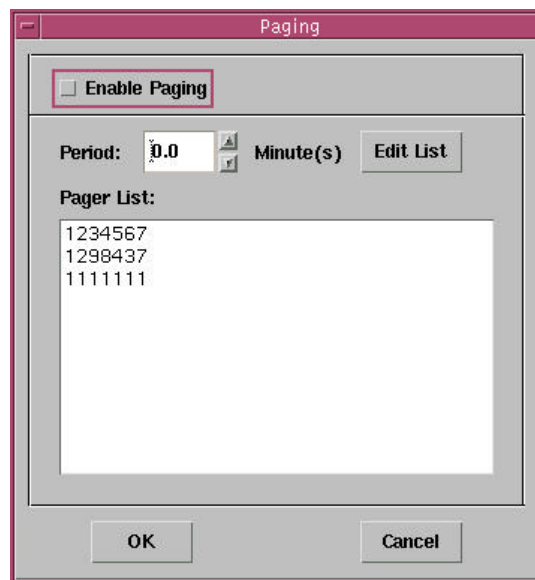 Paging
Enable Paging
Period: 0.0 Minute(s) Edit List
Pager List:
1234567
1298437
1111111
OK Cancel